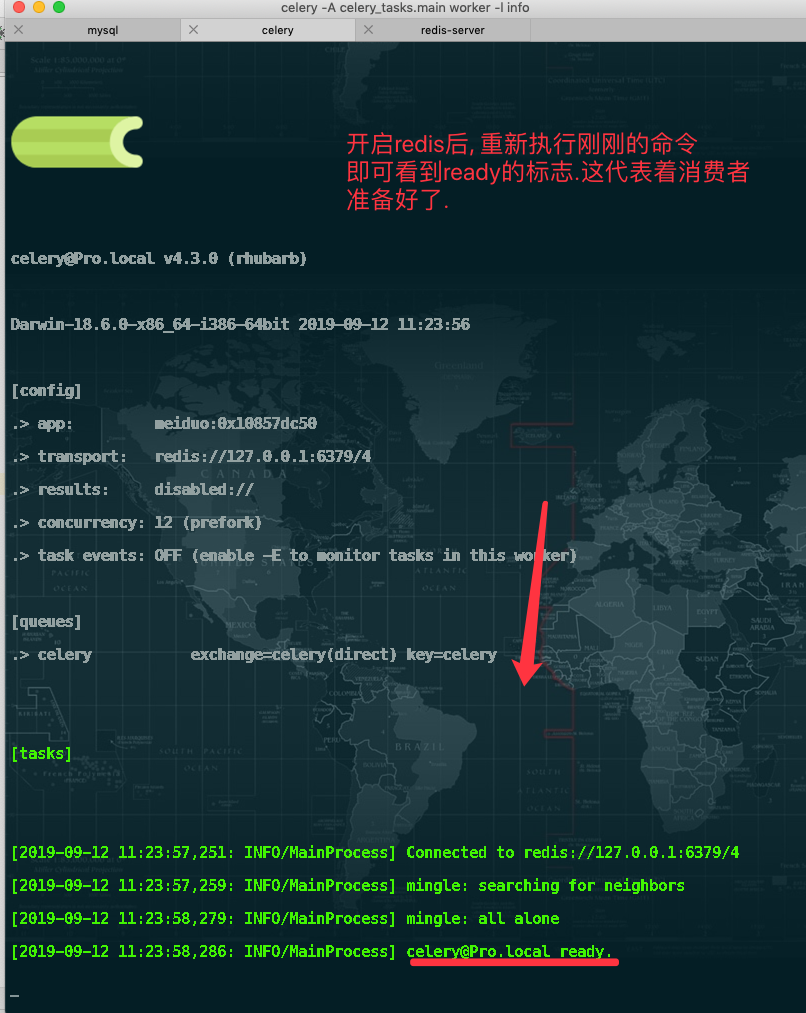 celery -A celery_tasks.main worker -l info
mysql
celery
redis-server
开启redis后, 重新执行刚刚的命令
即可看到ready的标志.这代表着消费者
准备好了.
celery@Pro.local v4.3.0 (rhubarb)
Darwin-18.6.0-x86_64-i386-64bit 2019-09-12 11:23:56
[config]
.> app:         meiduo:0x10857dc50
.> transport:   redis://127.0.0.1:6379/4
.> results:     disabled://
.> concurrency: 12 (prefork)
.> task events: OFF (enable -E to monitor tasks in this worker)
[queues]
.> celery           exchange=celery(direct) key=celery
[tasks]
[2019-09-12 11:23:57,251: INFO/MainProcess] Connected to redis://127.0.0.1:6379/4
[2019-09-12 11:23:57,259: INFO/MainProcess] mingle: searching for neighbors
[2019-09-12 11:23:58,279: INFO/MainProcess] mingle: all alone
[2019-09-12 11:23:58,286: INFO/MainProcess] celery@Pro.local ready.